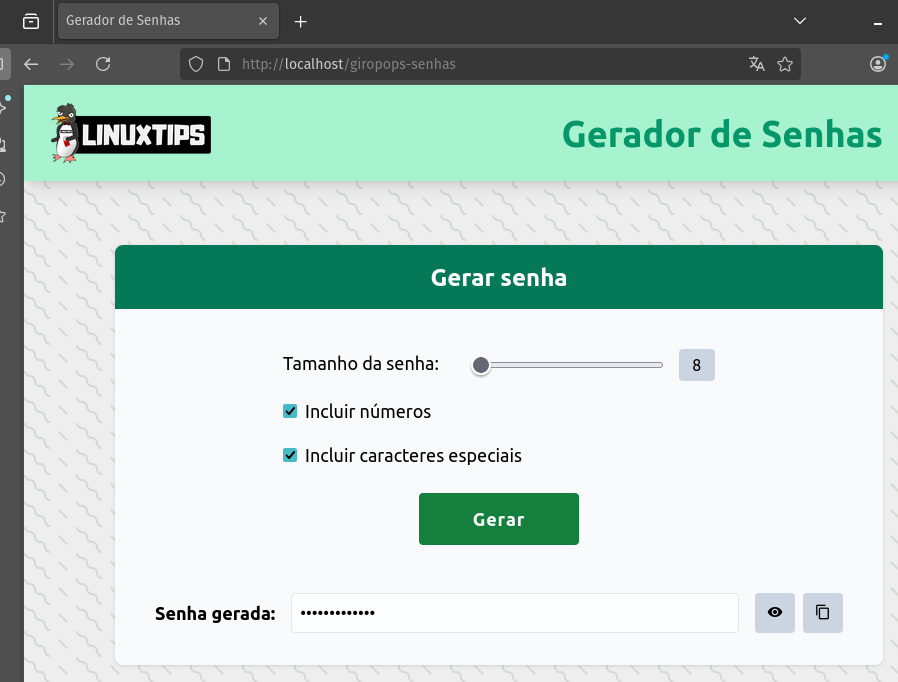 Gerador de Senhas
http://localhost/giropops-senhas
LINUXTIPS
Gerador de Senhas
Gerar senha
Tamanho da senha:
8
Incluir números
Incluir caracteres especiais
Gerar
Senha gerada:
•••••••••••••